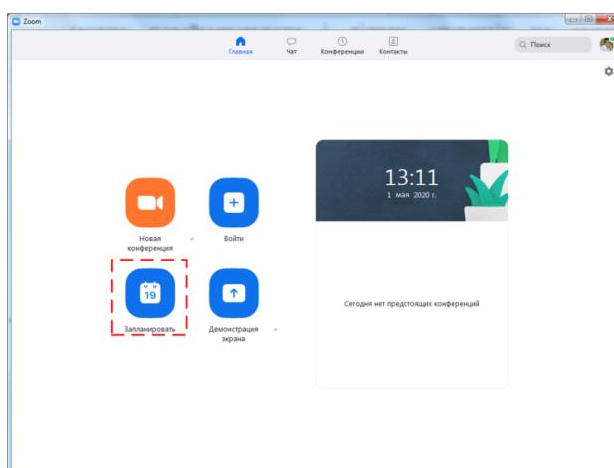 Zoom
Главная
Чат
Конференции
Контакты
Поиск
13:11
1 мая 2020 г.
Новая
конференция
Войти
19
Запланировать
Демонстрация
экрана
Сегодня нет предстоящих конференций